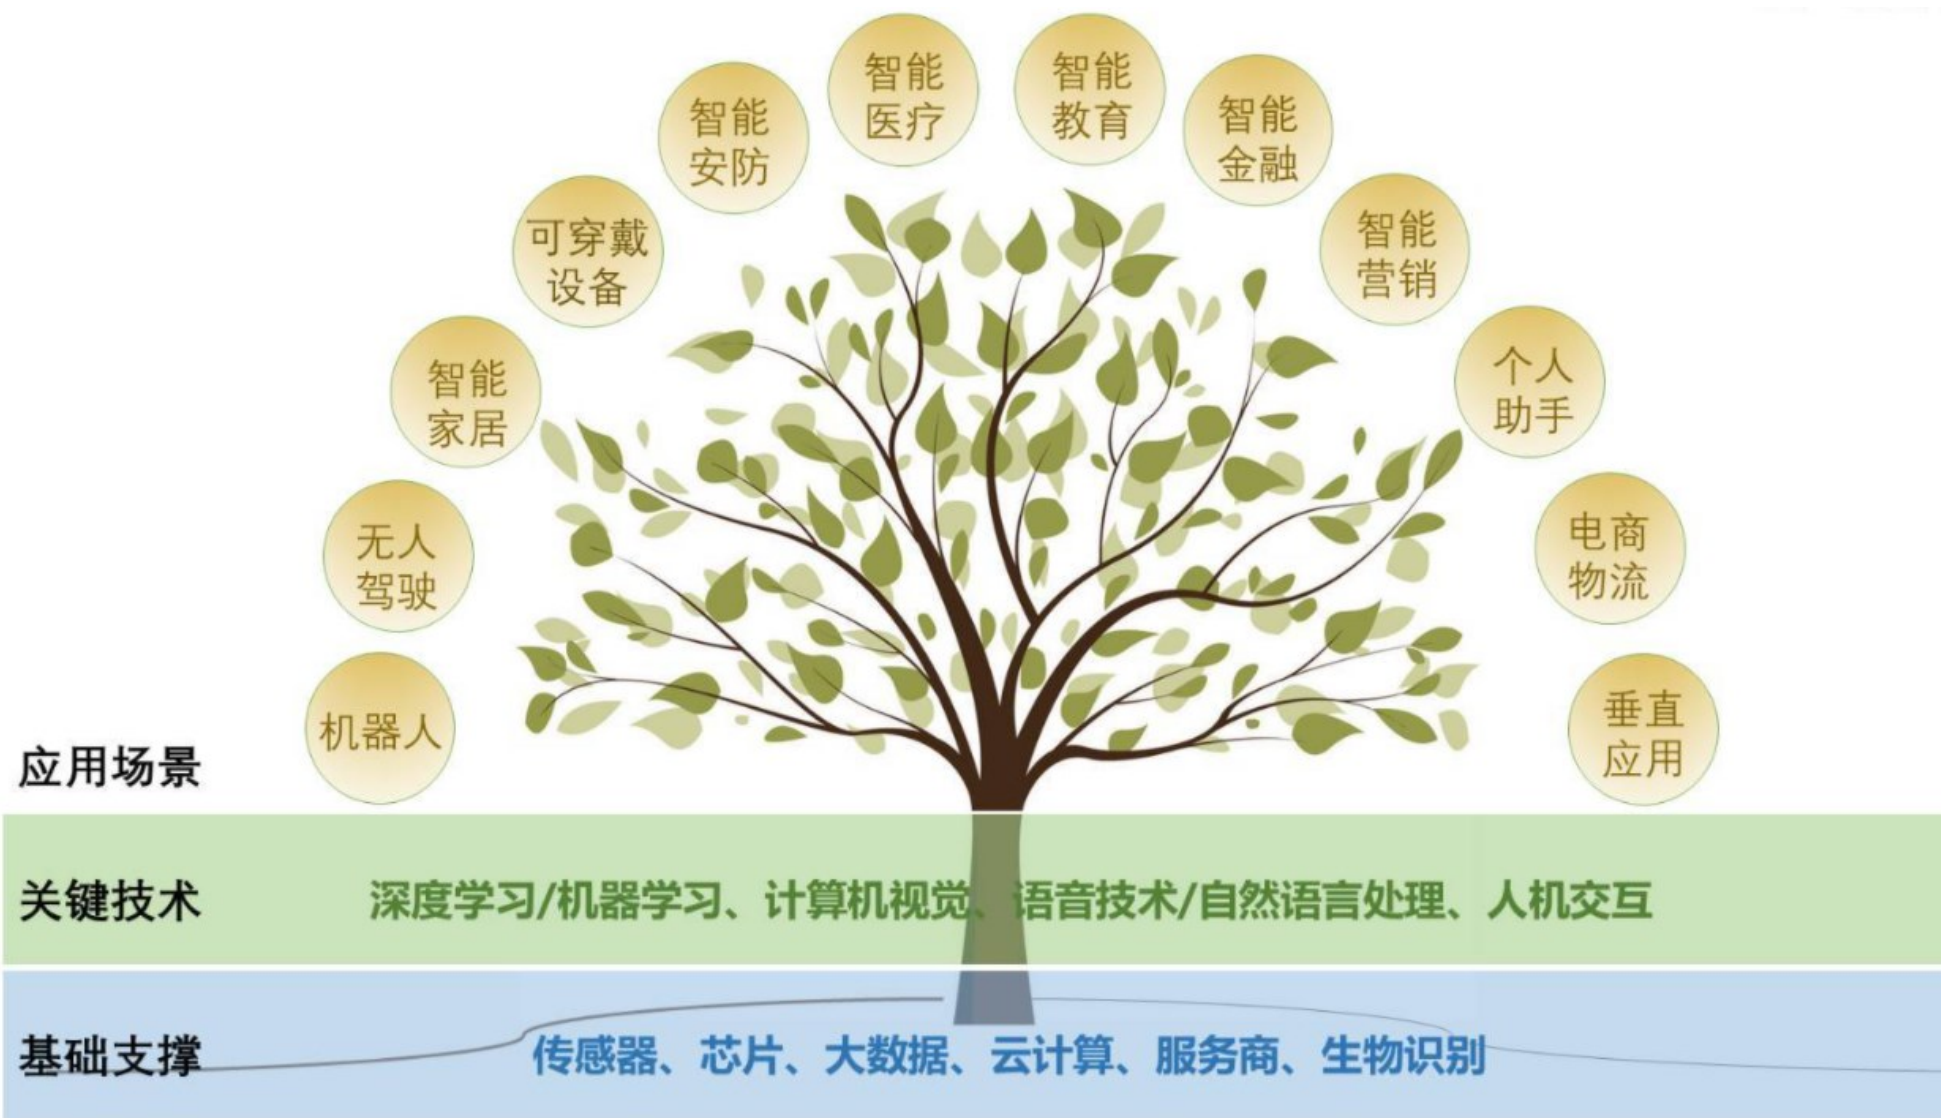 智能
医疗
智能
教育
智能
安防
智能
金融
可穿戴
设备
智能
营销
智能
家居
个人
助手
无人
驾驶
电商
物流
机器人
垂直
应用
应用场景
关键技术
深度学习/机器学习、计算机视觉、语音技术/自然语言处理、人机交互
基础支撑
传感器、芯片、大数据、云计算、服务商、生物识别